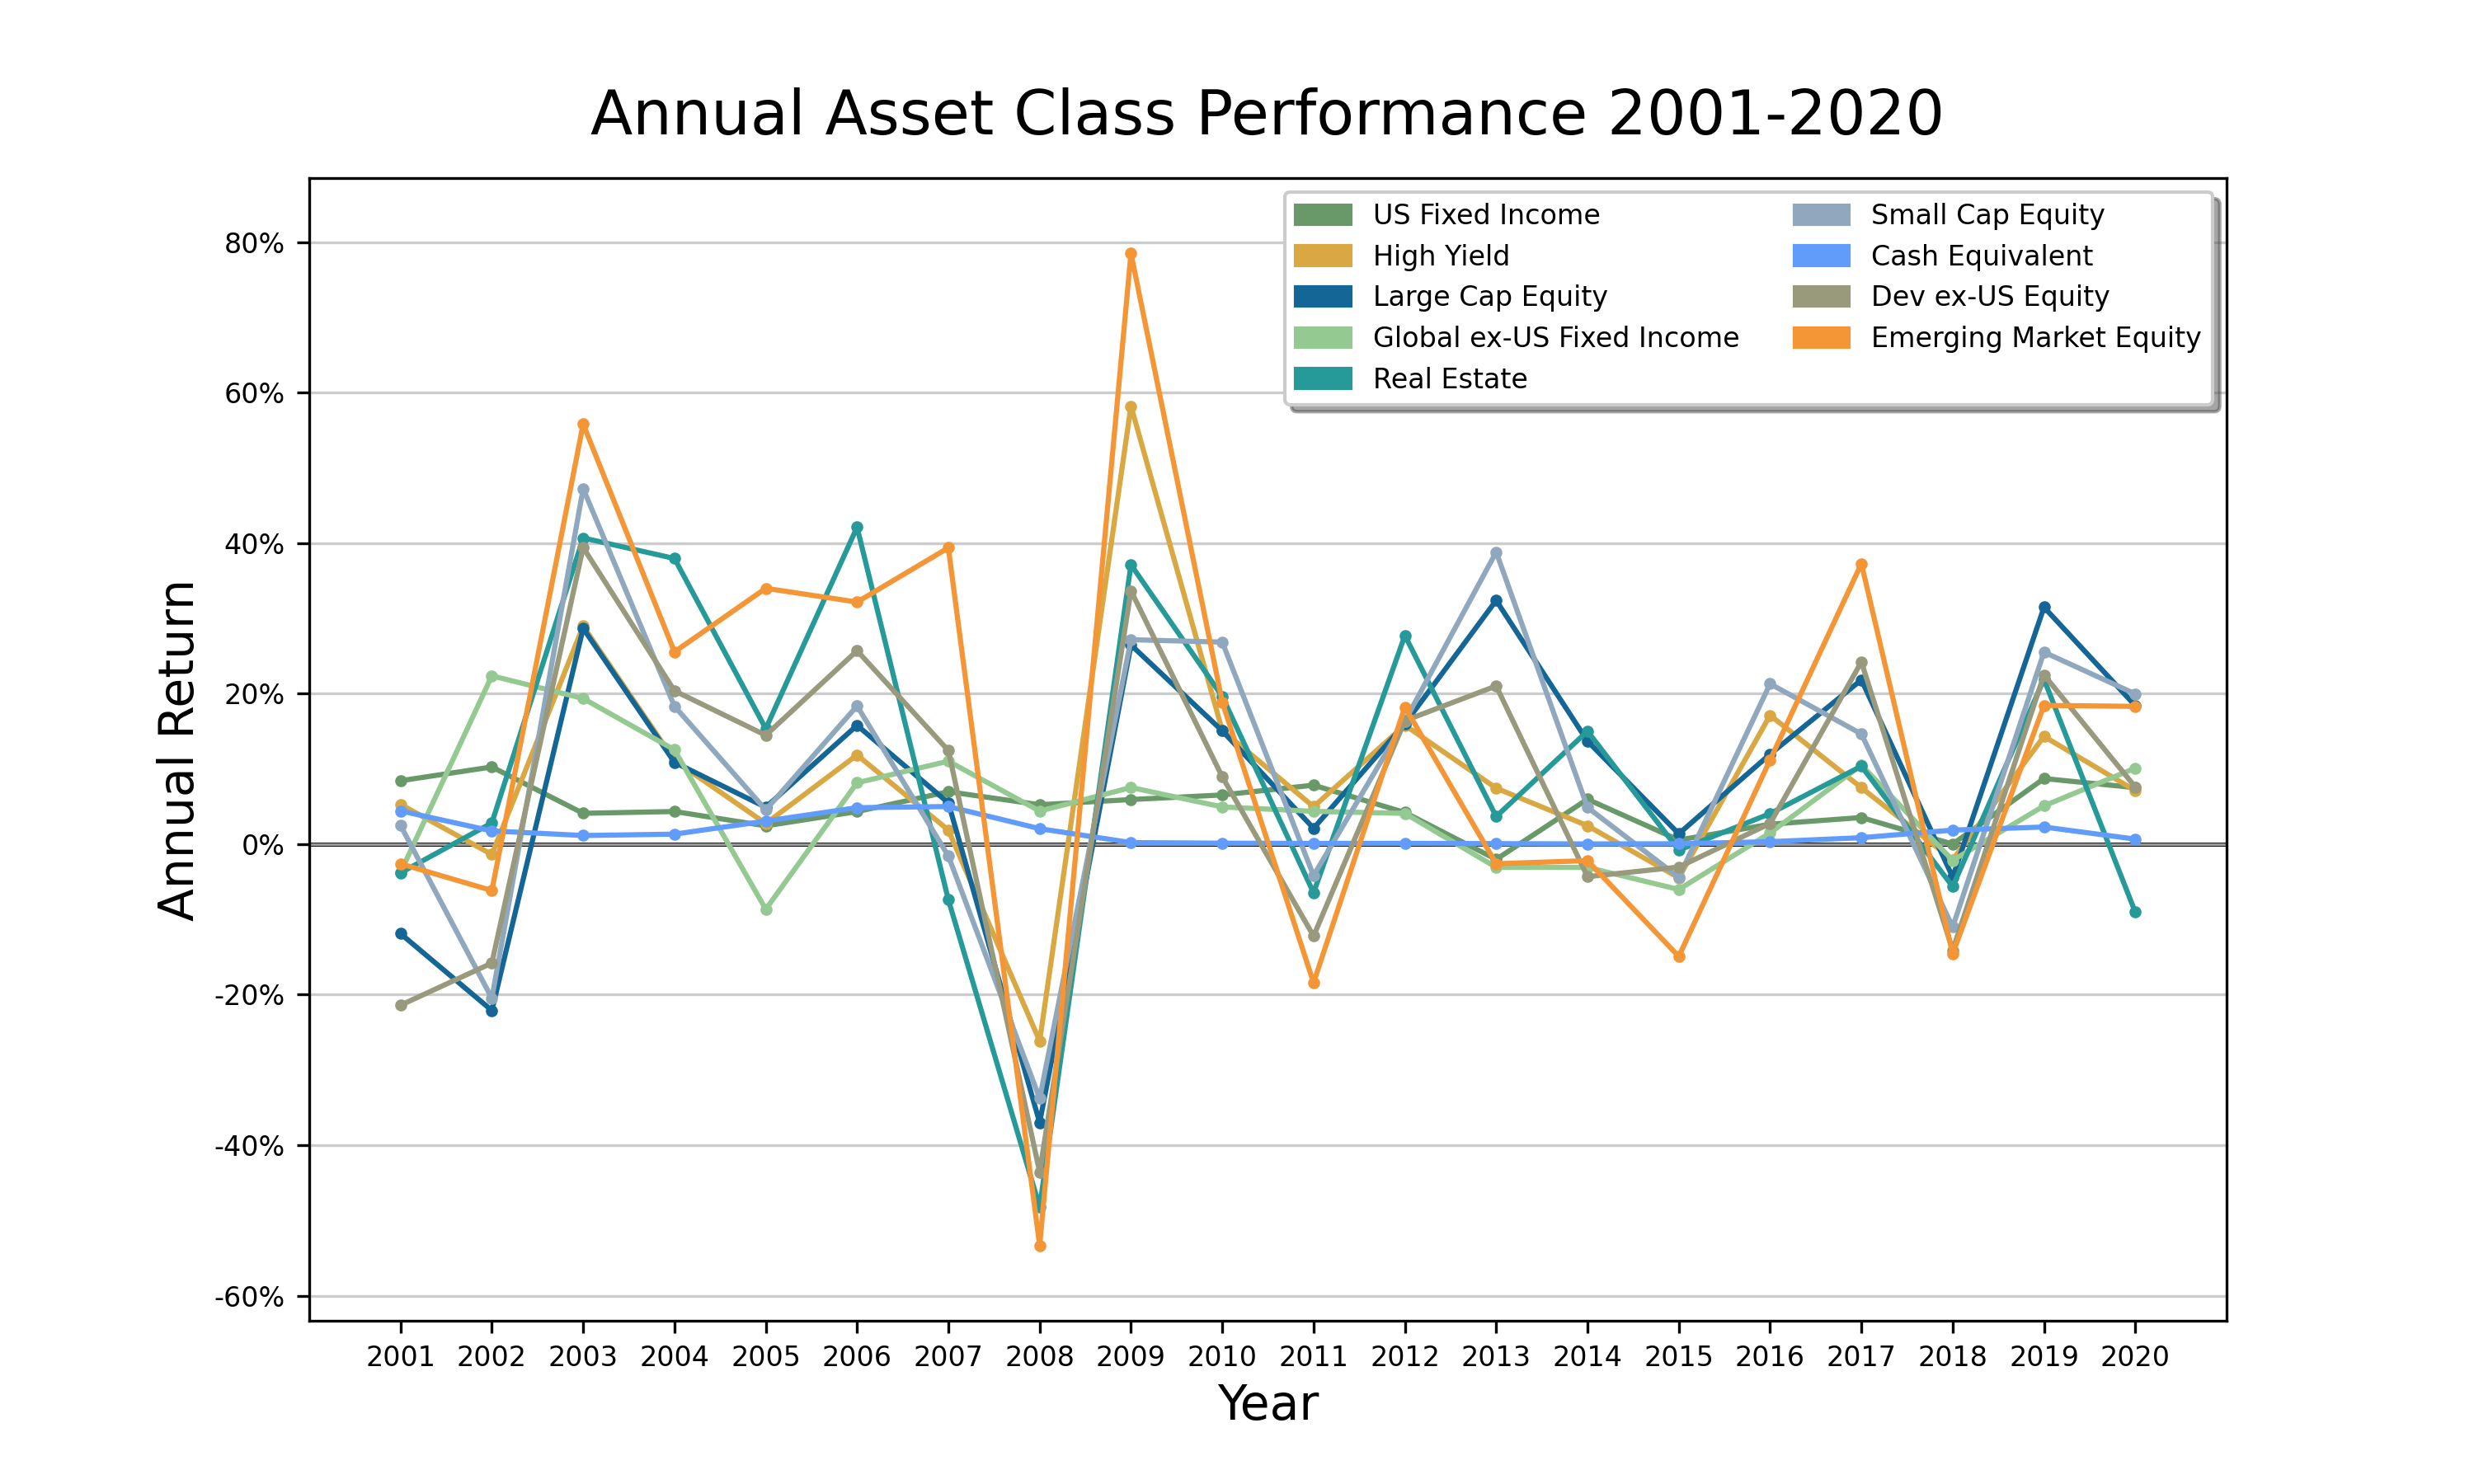 Annual Asset Class Performance 2001-2020
US Fixed Income
High Yield
Large Cap Equity
Global ex-US Fixed Income
Real Estate
Small Cap Equity
Cash Equivalent
Dev ex-US Equity
Emerging Market Equity
Annual Return
80%
60%
40%
20%
0%
-20%
-40%
-60%
2001 2002 2003 2004 2005 2006 2007 2008 2009 2010 2011 2012 2013 2014 2015 2016 2017 2018 2019 2020
Year